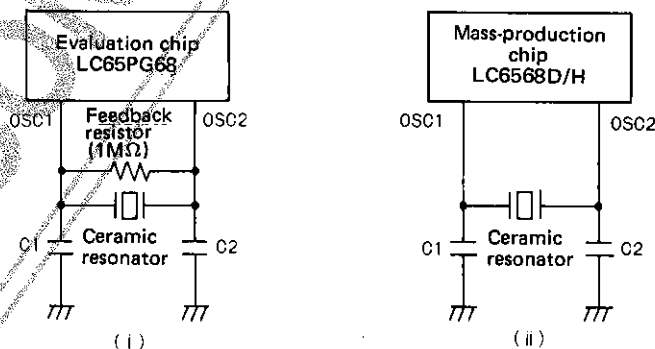 Evaluation chip
LC65PG68
OSC1
OSC2
Feedback
resistor
(1MΩ)
C1
Ceramic
resonator
C2
( i )
Mass-production
chip
LC6568D/H
OSC1
OSC2
C1
Ceramic
resonator
C2
( ii )